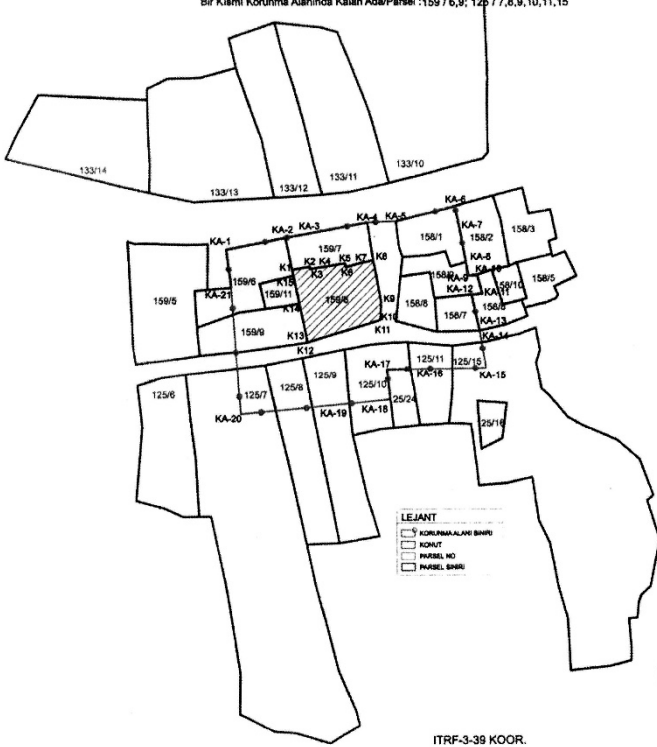 Bir Kısmı Korunma Alanında Kalan Ada/Parsel :159 / 6,9; 125 / 7,8,9,10,11,15
133/14
133/13
133/12
133/11
133/10
KA-1
KA-2
KA-3
KA-4
KA-5
KA-6
KA-7
158/1
158/2
158/3
159/5
159/6
159/7
K1
K2
K3
K4
K5
K6
K7
K8
KA-8
KA-9
KA-10
KA-11
KA-12
KA-13
158/5
158/10
158/6
158/7
158/8
KA-21
K15
159/11
K14
159/8
K9
K10
K11
159/9
K13
K12
KA-14
KA-15
KA-16
KA-17
125/11
125/15
125/6
125/7
125/8
125/9
125/10
KA-20
KA-19
KA-18
125/24
125/16
LEJANT
KORUNMA ALANI SINIRI
KONUT
PARSEL NO
PARSEL SINIRI
ITRF-3-39 KOOR.